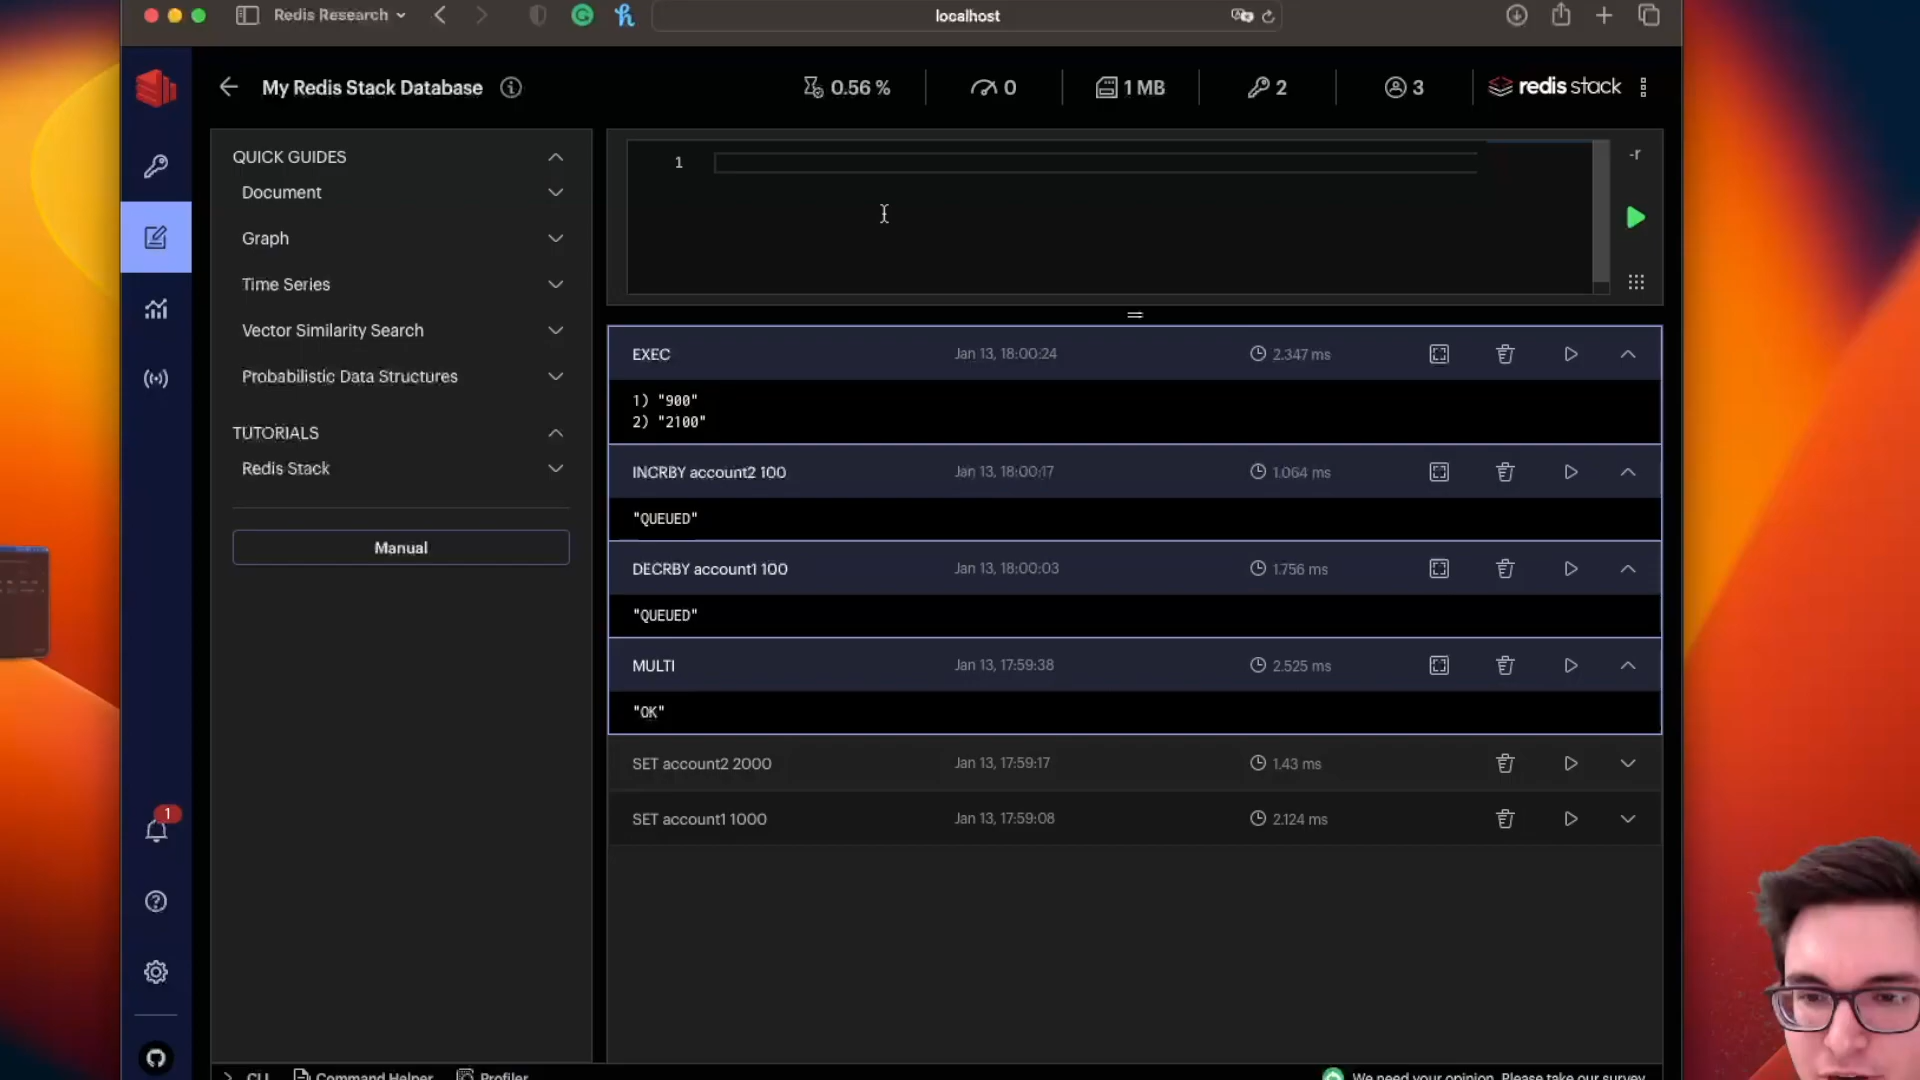 Redis Research
localhost
My Redis Stack Database
0.56 %
0
1 MB
2
3
redis stack
QUICK GUIDES
Document
Graph
Time Series
Vector Similarity Search
Probabilistic Data Structures
TUTORIALS
Redis Stack
Manual
1
-r
EXEC
Jan 13, 18:00:24
2.347 ms
1) "900"
2) "2100"
INCRBY account2 100
Jan 13, 18:00:17
1.064 ms
"QUEUED"
DECRBY account1 100
Jan 13, 18:00:03
1.756 ms
"QUEUED"
MULTI
Jan 13, 17:59:38
2.525 ms
"OK"
SET account2 2000
Jan 13, 17:59:17
1.43 ms
SET account1 1000
Jan 13, 17:59:08
2.124 ms
1
CLI
Command Helper
Profiler
We need your opinion. Please take our survey.